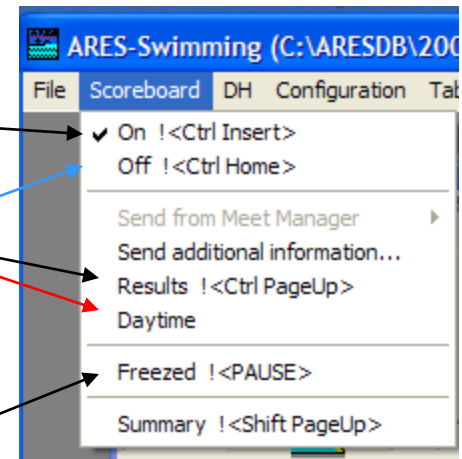 ARES-Swimming (C:\ARESDB\200
File Scoreboard DH Configuration Tab
On !<Ctrl Insert>
Off !<Ctrl Home>
Send from Meet Manager
Send additional information...
Results !<Ctrl PageUp>
Daytime
Freezed !<PAUSE>
Summary !<Shift PageUp>